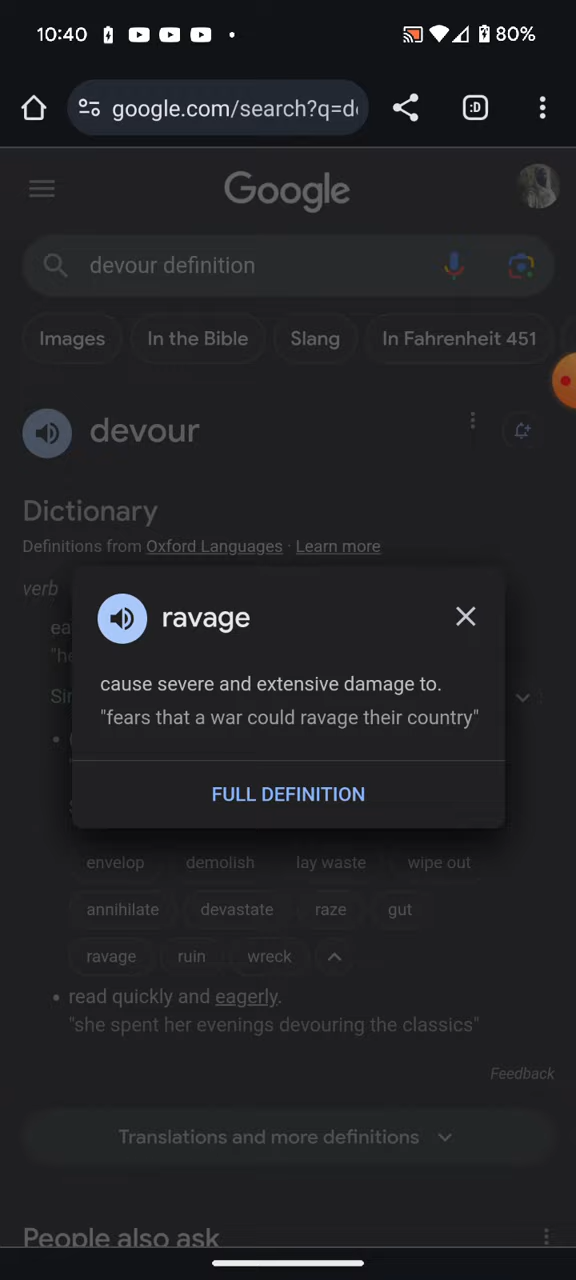 10:40
80%
google.com/search?q=de
:D
Google
devour definition
Images
In the Bible
Slang
In Fahrenheit 451
devour
Dictionary
Definitions from Oxford Languages · Learn more
verb
ravage
cause severe and extensive damage to.
"fears that a war could ravage their country"
FULL DEFINITION
envelop demolish lay waste wipe out
annihilate devastate raze gut
ravage ruin wreck
• read quickly and eagerly.
"she spent her evenings devouring the classics"
Feedback
Translations and more definitions
People also ask